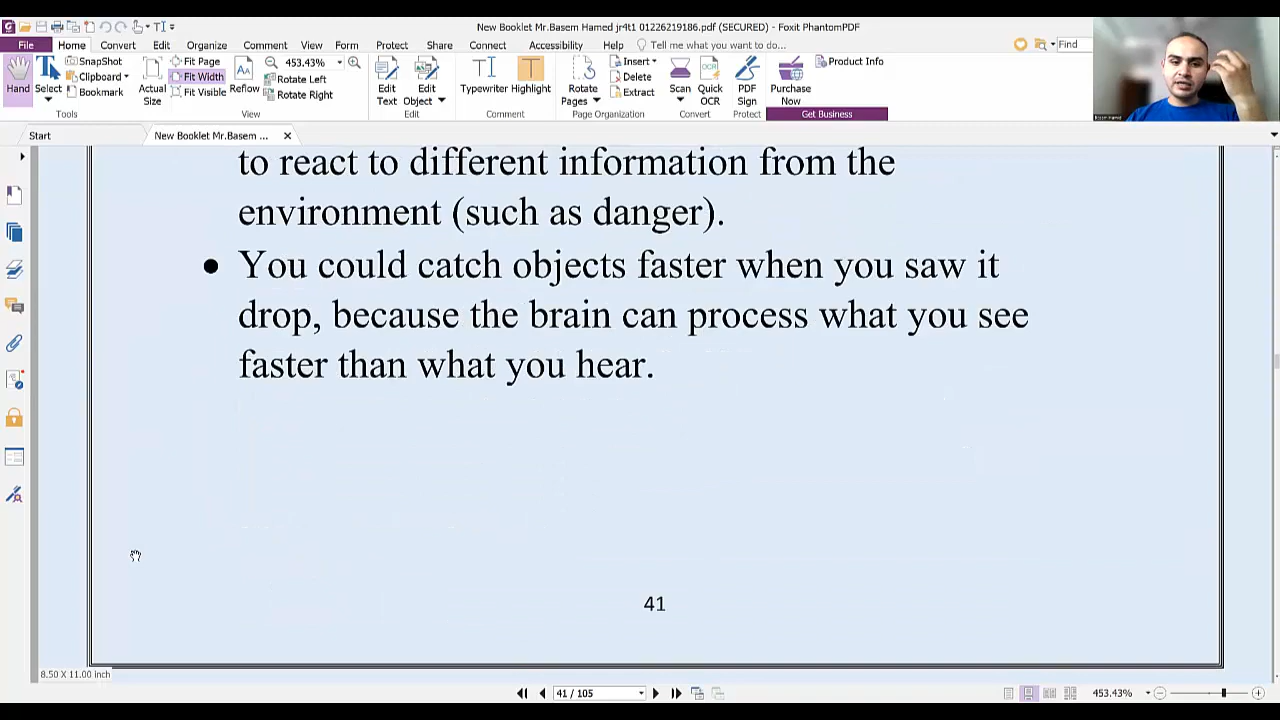 New Booklet Mr.Basem Hamed jr4t1 01226219186.pdf (SECURED) - Foxit PhantomPDF
File Home Convert Edit Organize Comment View Form Protect Share Connect Accessibility Help Tell me what you want to do... Find
Hand
Select
SnapShot
Clipboard
Bookmark
Tools
Actual Size
Fit Page
Fit Width
Fit Visible
Reflow
453.43%
Rotate Left
Rotate Right
View
Edit Text
Edit Object
Edit
Typewriter
Highlight
Comment
Rotate Pages
Insert
Delete
Extract
Page Organization
Scan
Quick OCR
Convert
PDF Sign
Protect
Purchase Now
Product Info
Get Business
Start
New Booklet Mr.Basem ...
to react to different information from the
environment (such as danger).
• You could catch objects faster when you saw it
drop, because the brain can process what you see
faster than what you hear.
41
8.50 X 11.00 inch
41 / 105
453.43%